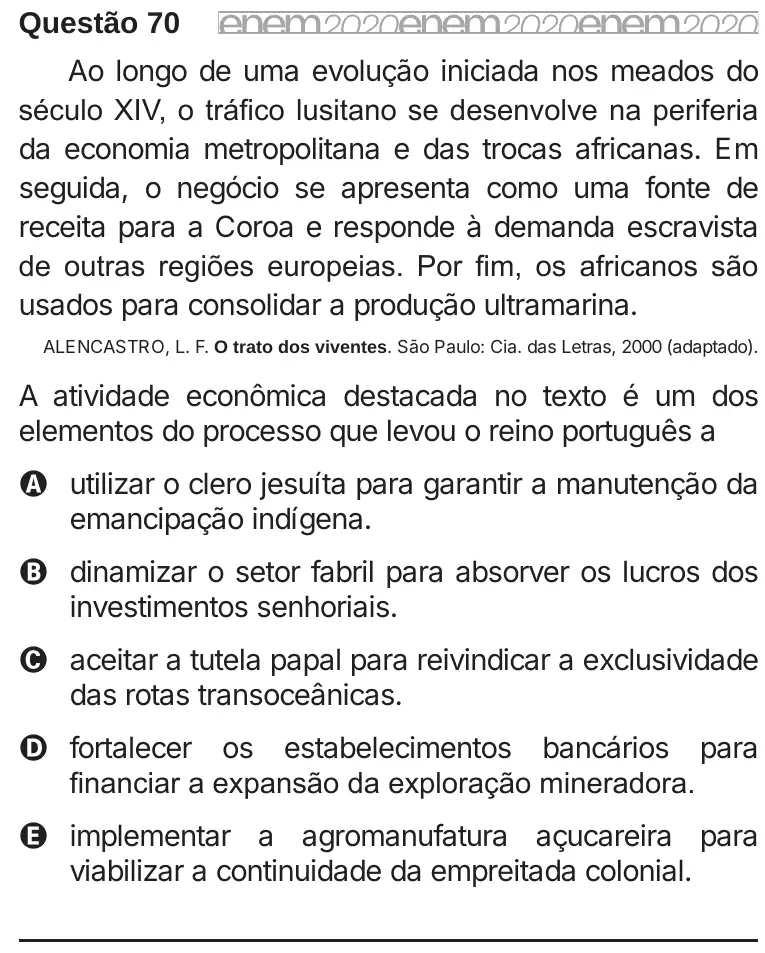 Questão 70 enem2020enem2020enem2020
Ao longo de uma evolução iniciada nos meados do
século XIV, o tráfico lusitano se desenvolve na periferia
da economia metropolitana e das trocas africanas. Em
seguida, o negócio se apresenta como uma fonte de
receita para a Coroa e responde à demanda escravista
de outras regiões europeias. Por fim, os africanos são
usados para consolidar a produção ultramarina.
ALENCASTRO, L. F. O trato dos viventes. São Paulo: Cia. das Letras, 2000 (adaptado).
A atividade econômica destacada no texto é um dos
elementos do processo que levou o reino português a
A utilizar o clero jesuíta para garantir a manutenção da
emancipação indígena.
B dinamizar o setor fabril para absorver os lucros dos
investimentos senhoriais.
C aceitar a tutela papal para reivindicar a exclusividade
das rotas transoceânicas.
D fortalecer os estabelecimentos bancários para
financiar a expansão da exploração mineradora.
E implementar a agromanufatura açucareira para
viabilizar a continuidade da empreitada colonial.